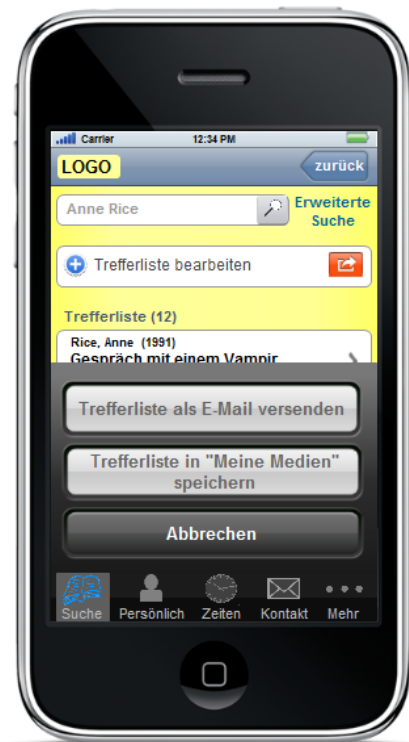 Carrier 12:34 PM
LOGO zurück
Anne Rice Erweiterte
Suche
Trefferliste bearbeiten
Trefferliste (12)
Rice, Anne (1991)
Gespräch mit einem Vampir
Trefferliste als E-Mail versenden
Trefferliste in "Meine Medien"
speichern
Abbrechen
Suche Persönlich Zeiten Kontakt Mehr